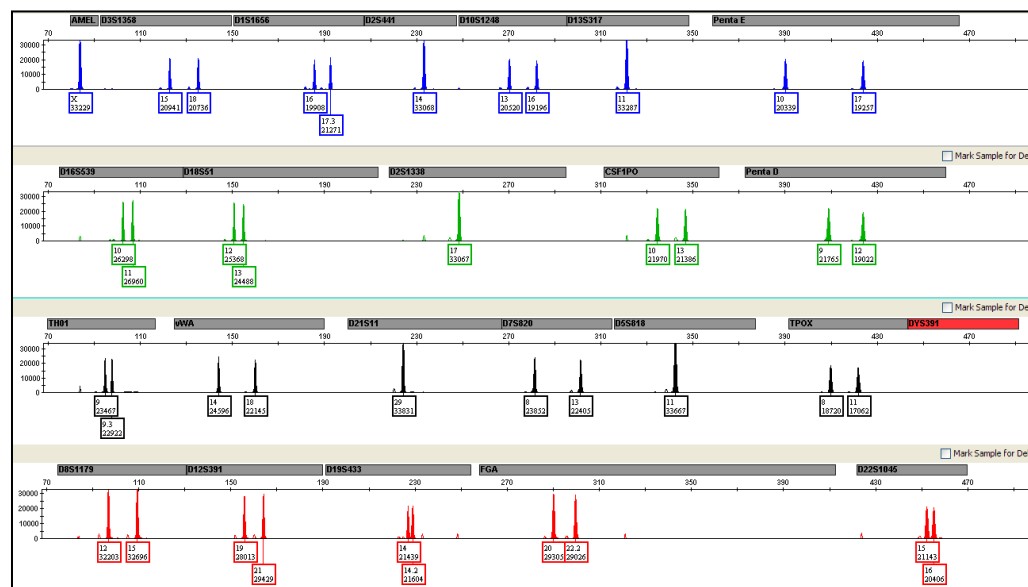 AMEL D3S1358 D1S1656 D2S441 D10S1248 D13S317 Penta E
70 110 150 190 230 270 310 350 390 430 470
30000
20000
10000
0
X 15 18 16 14 13 16 11 10 17
33229 20941 20736 19908 33068 20520 19196 33287 20339 19257
17.3
21271
Mark Sample for De
D16S539 D18S51 D2S1338 CSF1PO Penta D
70 110 150 190 230 270 310 350 390 430 470
30000
20000
10000
0
10 12 17 10 13 9 12
26298 25368 33067 21970 21386 21765 19022
11 13
26960 24488
Mark Sample for De
TH01 vWA D21S11 D7S820 D5S818 TPOX DYS391
70 110 150 190 230 270 310 350 390 430 470
30000
20000
10000
0
9 14 18 29 8 13 11 8 11
23467 24596 22145 33831 23852 22405 33667 18720 17062
9.3
22922
Mark Sample for De
D8S1179 D12S391 D19S433 FGA D22S1045
70 110 150 190 230 270 310 350 390 430 470
30000
20000
10000
0
12 15 19 14 20 22.2 15
32203 32696 28013 21439 29305 29026 21143
21 14.2 16
29429 21604 20406